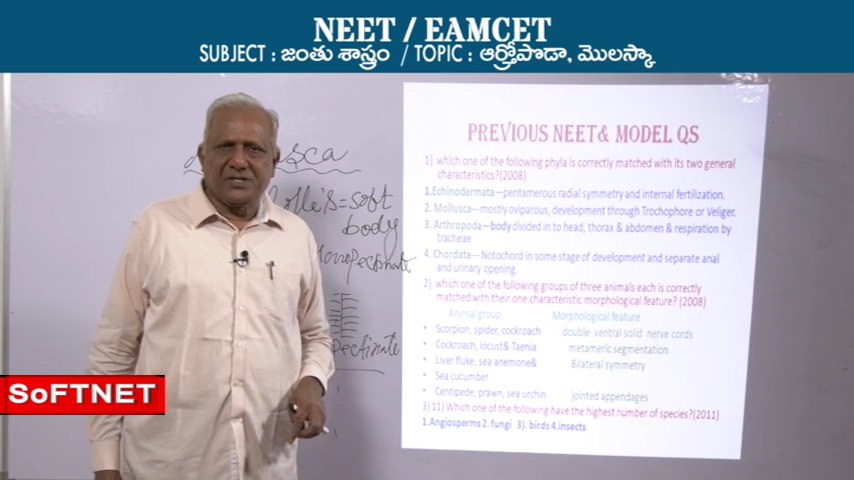 NEET / EAMCET
SUBJECT : జంతు శాస్త్రం / TOPIC : ఆర్త్రోపొడా, మొలస్కా
usca
Molle's = soft
body
Monopectinate
Pectinate
PREVIOUS NEET& MODEL QS
1) which one of the following phyla is correctly matched with its two general
characteristics?(2008)
1.Echinodermata—pentamerous radial symmetry and internal fertilization.
2. Mollusca—mostly oviparous, development through Trochophore or Veliger.
3. Arthropoda—body divided in to head, thorax & abdomen & respiration by
tracheae
4. Chordata— Notochord in some stage of development and separate anal
and urinary opening.
2) which one of the following groups of three animals each is correctly
matched with their one characteristic morphological feature? (2008)
Animal group Morphological feature
• Scorpion, spider, cockroach double ventral solid nerve cords
• Cockroach, locust& Taenia metameric segmentation
• Liver fluke, sea anemone& Bilateral symmetry
• Sea cucumber
• Centipede, prawn, sea urchin jointed appendages
3) 11) Which one of the following have the highest number of species?(2011)
1.Angiosperms 2. fungi 3). birds 4.insects
SoFTNET